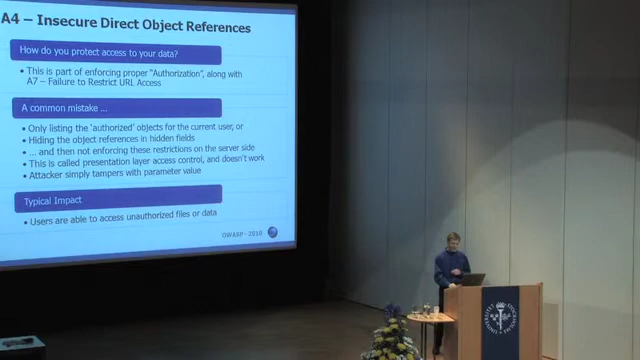 A4 – Insecure Direct Object References
How do you protect access to your data?
• This is part of enforcing proper “Authorization”, along with
A7 – Failure to Restrict URL Access
A common mistake …
• Only listing the ‘authorized’ objects for the current user, or
• Hiding the object references in hidden fields
• … and then not enforcing these restrictions on the server side
• This is called presentation layer access control, and doesn’t work
• Attacker simply tampers with parameter value
Typical Impact
• Users are able to access unauthorized files or data
OWASP - 2010